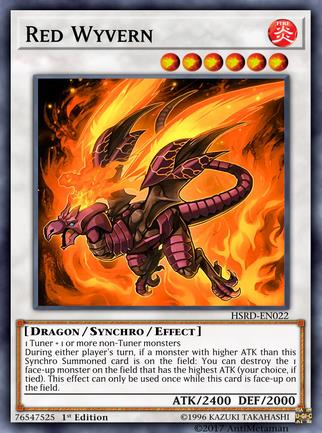 RED WYVERN
FIRE
炎
HSRD-EN022
[DRAGON / SYNCHRO / EFFECT]
1 Tuner + 1 or more non-Tuner monsters
During either player's turn, if a monster with higher ATK than this
Synchro Summoned card is on the field: You can destroy the 1
face-up monster on the field that has the highest ATK (your choice, if
tied). This effect can only be used once while this card is face-up on
the field.
ATK/2400 DEF/2000
76547525 1st Edition ©1996 KAZUKI TAKAHASHI
©2017 AntiMetaman